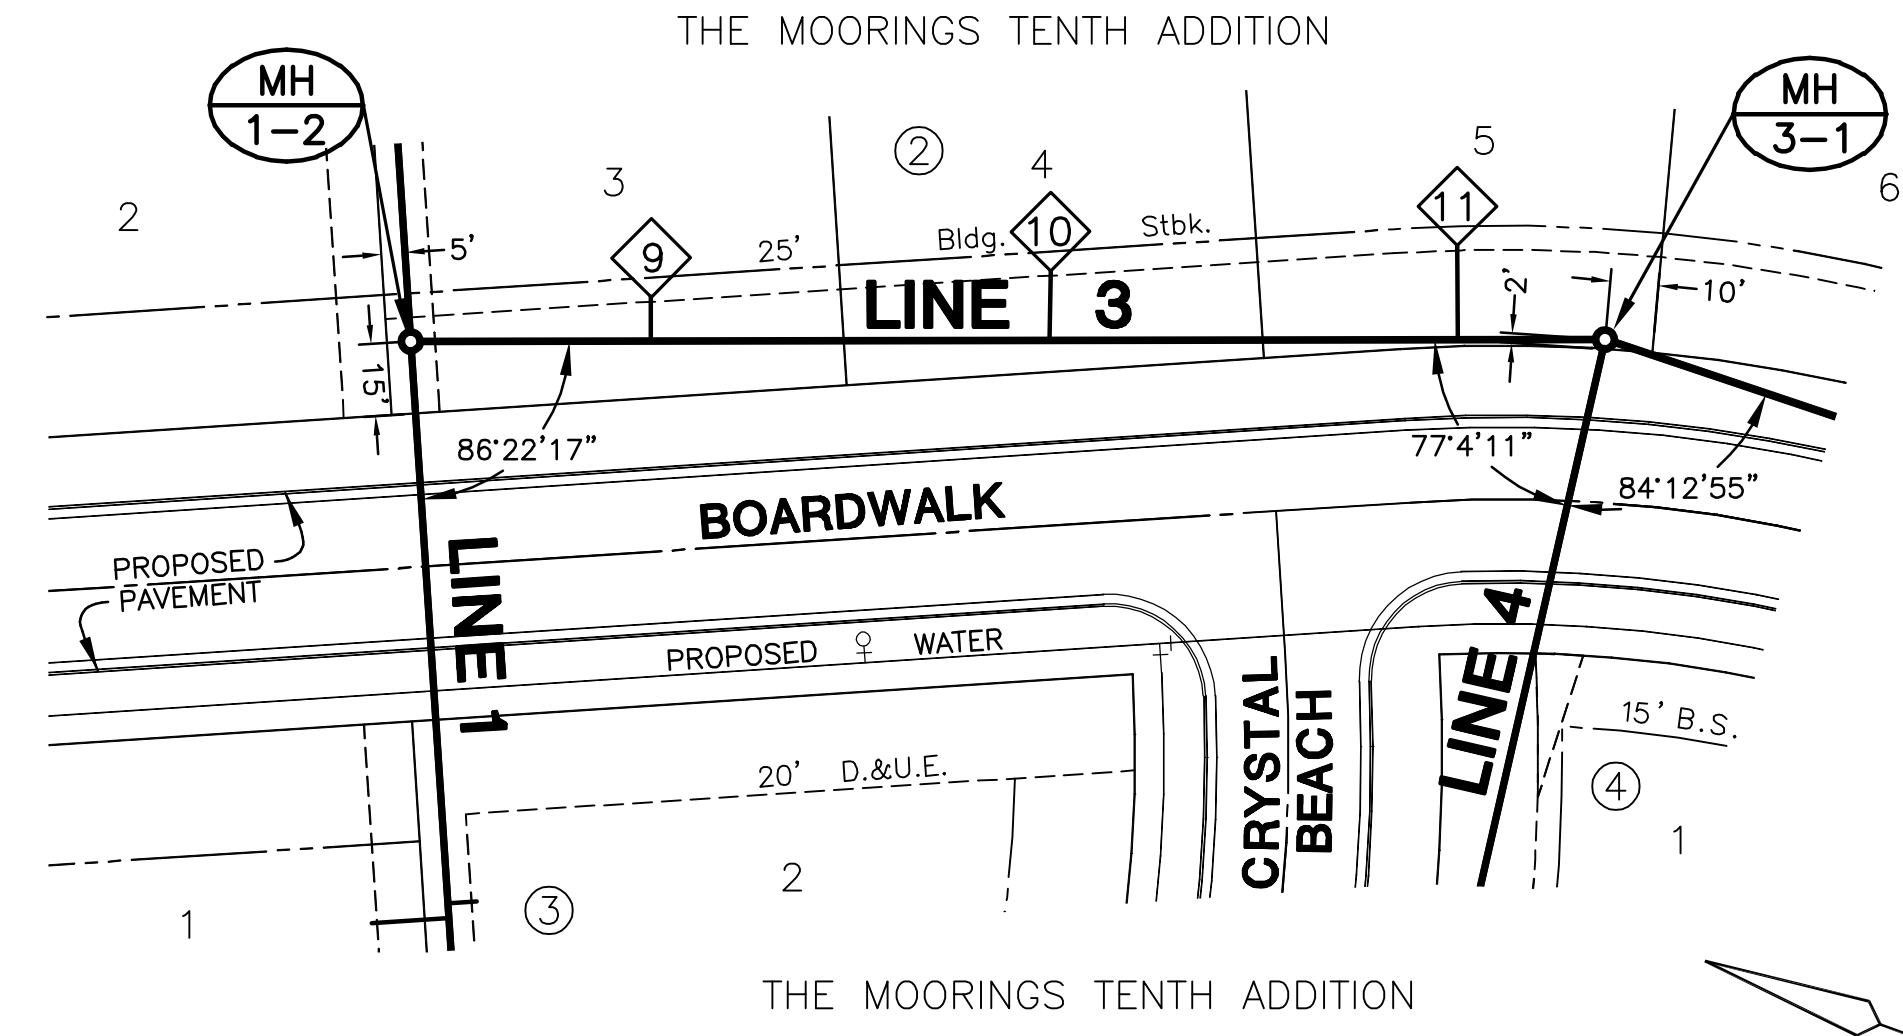 THE MOORINGS TENTH ADDITION
MH
1-2
MH
3-1
2
3
2
4
5
6
5'
9
25'
Bldg.
10
Stbk.
11
LINE 3
2'
10'
15'
86°22'17"
77°4'11"
84°12'55"
BOARDWALK
PROPOSED
PAVEMENT
LINE 1
PROPOSED WATER
LINE 4
CRYSTAL
BEACH
15' B.S.
20' D.&U.E.
4
1
2
3
1
THE MOORINGS TENTH ADDITION